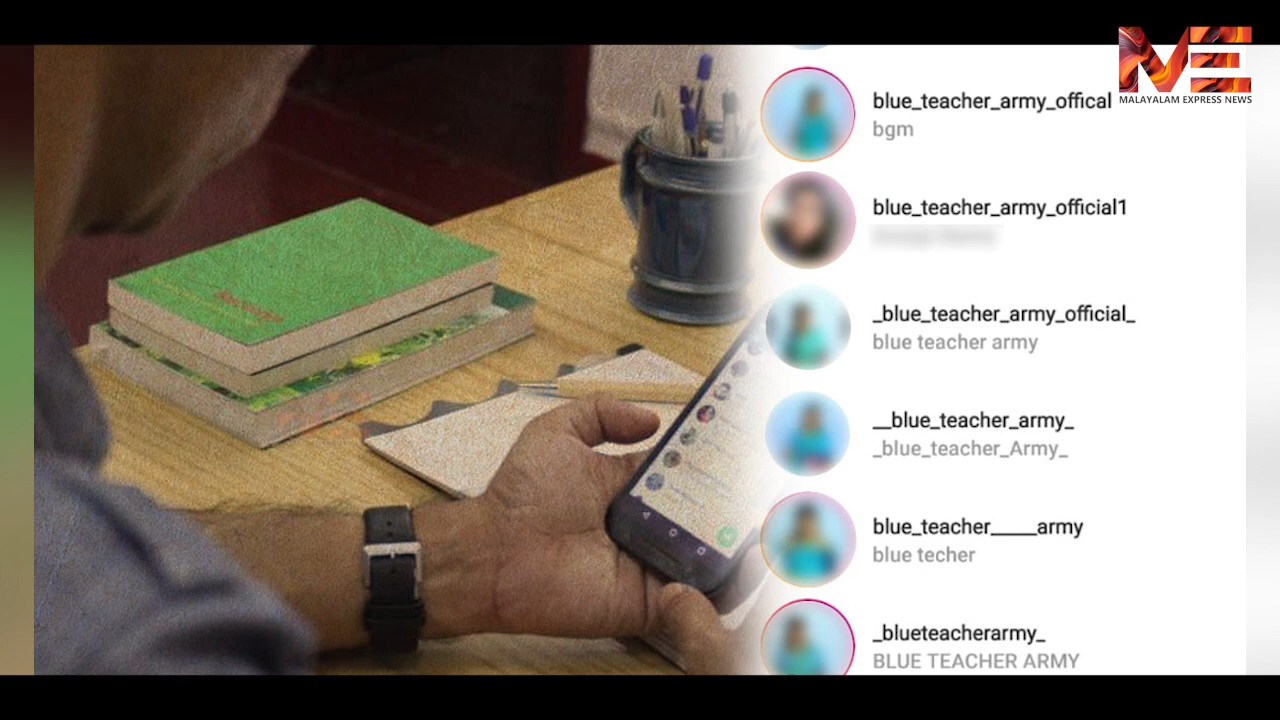 MALAYALAM EXPRESS NEWS
blue_teacher_army_offical
bgm
blue_teacher_army_official1
_blue_teacher_army_official_
blue teacher army
__blue_teacher_army_
_blue_teacher_Army_
blue_teacher_____army
blue techer
_blueteacherarmy_
BLUE TEACHER ARMY